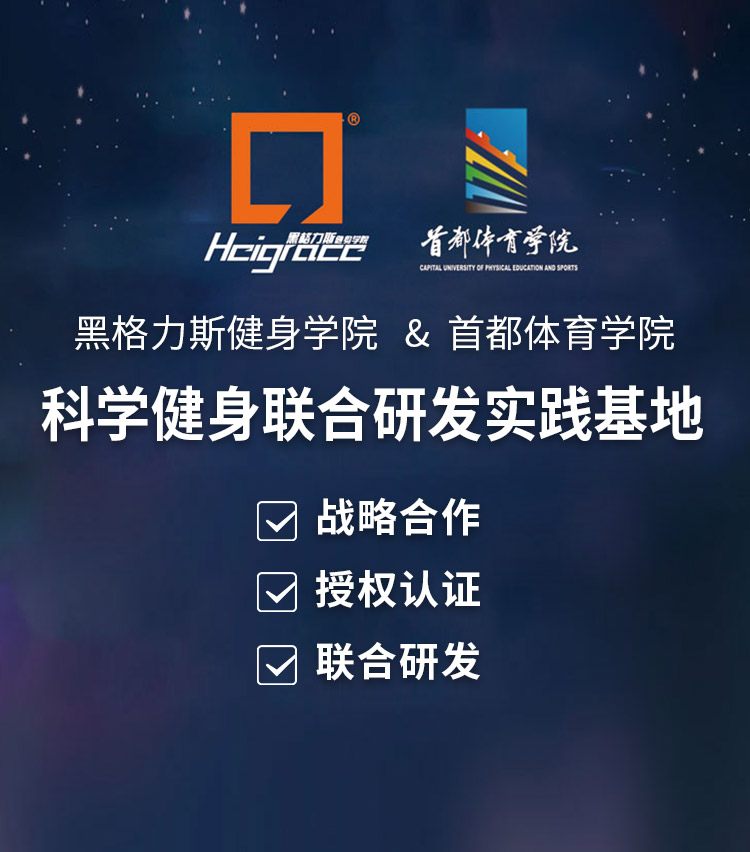 ®
黑格力斯健身学院
Heigrace
首都体育学院
CAPITAL UNIVERSITY OF PHYSICAL EDUCATION AND SPORTS
黑格力斯健身学院 & 首都体育学院
科学健身联合研发实践基地
战略合作
授权认证
联合研发